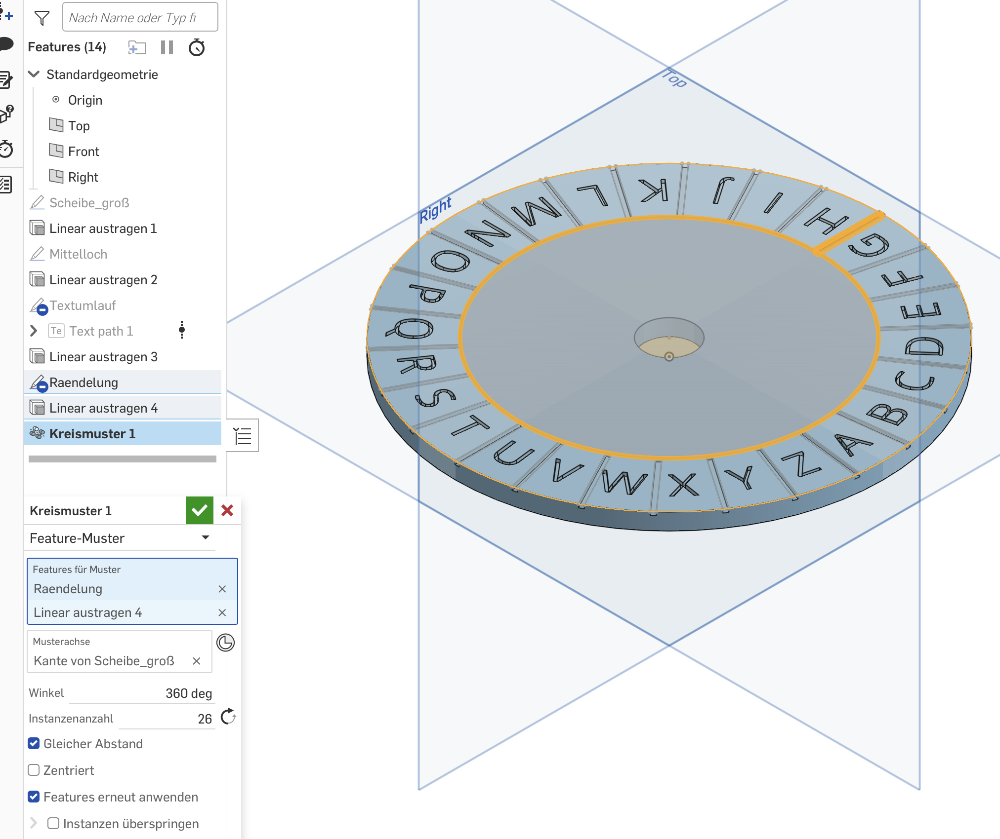 Nach Name oder Typ fi
Features (14)
Standardgeometrie
Origin
Top
Front
Right
Scheibe_groß
Linear austragen 1
Mittelloch
Linear austragen 2
Textumlauf
Te Text path 1
Linear austragen 3
Raendelung
Linear austragen 4
Kreismuster 1
Kreismuster 1
Feature-Muster
Features für Muster
Raendelung
Linear austragen 4
Musterachse
Kante von Scheibe_groß
Winkel 360 deg
Instanzenanzahl 26
Gleicher Abstand
Zentriert
Features erneut anwenden
Instanzen überspringen
Top
Right
A B C D E F G H I J K L M N O P Q R S T U V W X Y Z